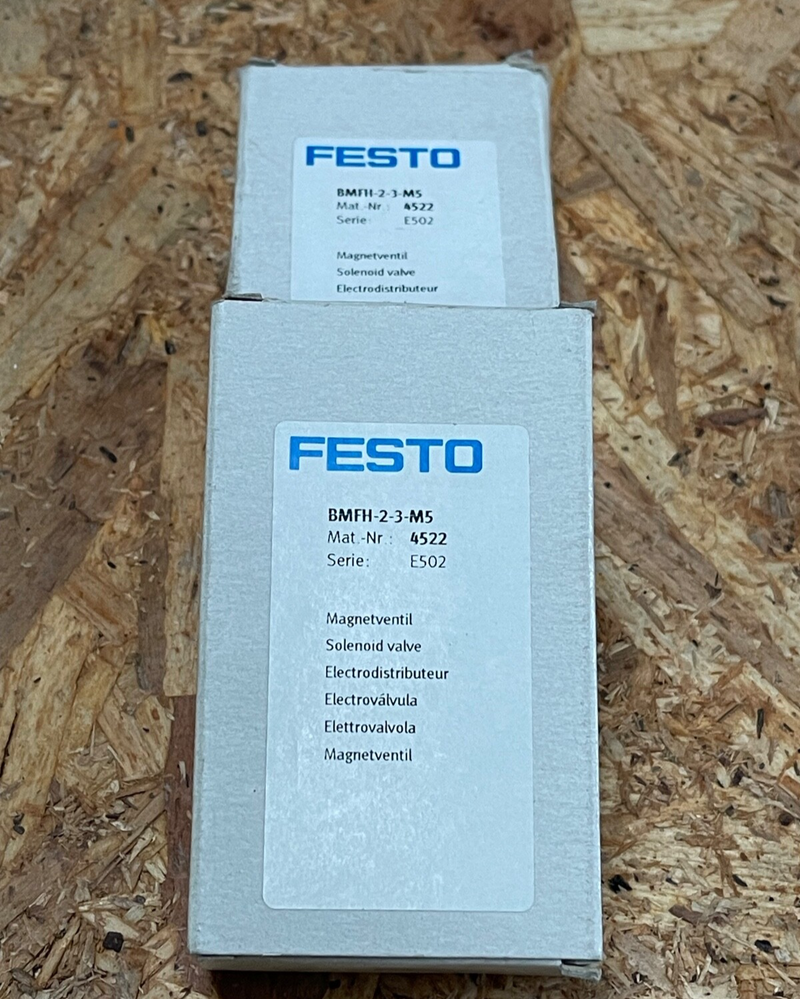 FESTO
BMFH-2-3-M5
Mat.-Nr.: 4522
Serie: E502
Magnetventil
Solenoid valve
Electrodistributeur
FESTO
BMFH-2-3-M5
Mat.-Nr.: 4522
Serie: E502
Magnetventil
Solenoid valve
Electrodistributeur
Electroválvula
Elettrovalvola
Magnetventil